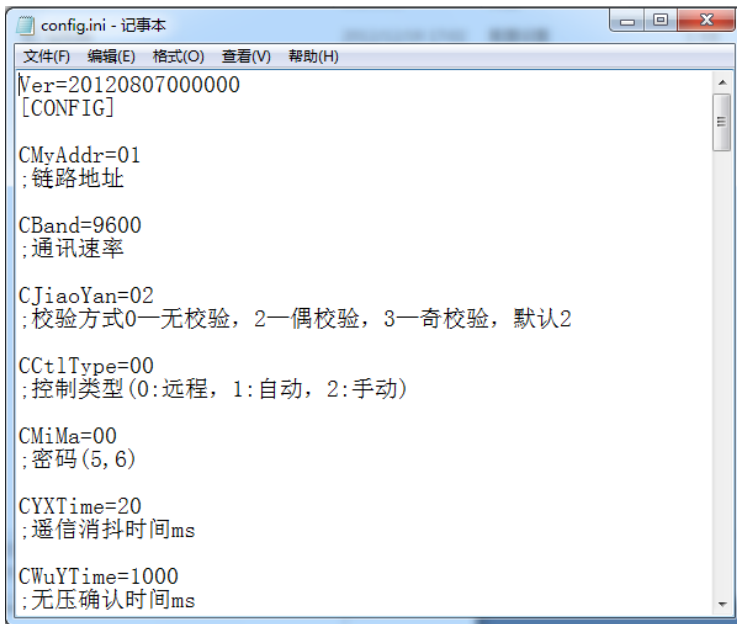 config.ini - 记事本
文件(F) 编辑(E) 格式(O) 查看(V) 帮助(H)
Ver=20120807000000
[CONFIG]
CMyAddr=01
;链路地址
CBand=9600
;通讯速率
CJiaoYan=02
;校验方式0—无校验，2—偶校验，3—奇校验，默认2
CCtlType=00
;控制类型(0:远程，1:自动，2:手动)
CMiMa=00
;密码(5,6)
CYXTime=20
;遥信消抖时间ms
CWuYTime=1000
;无压确认时间ms